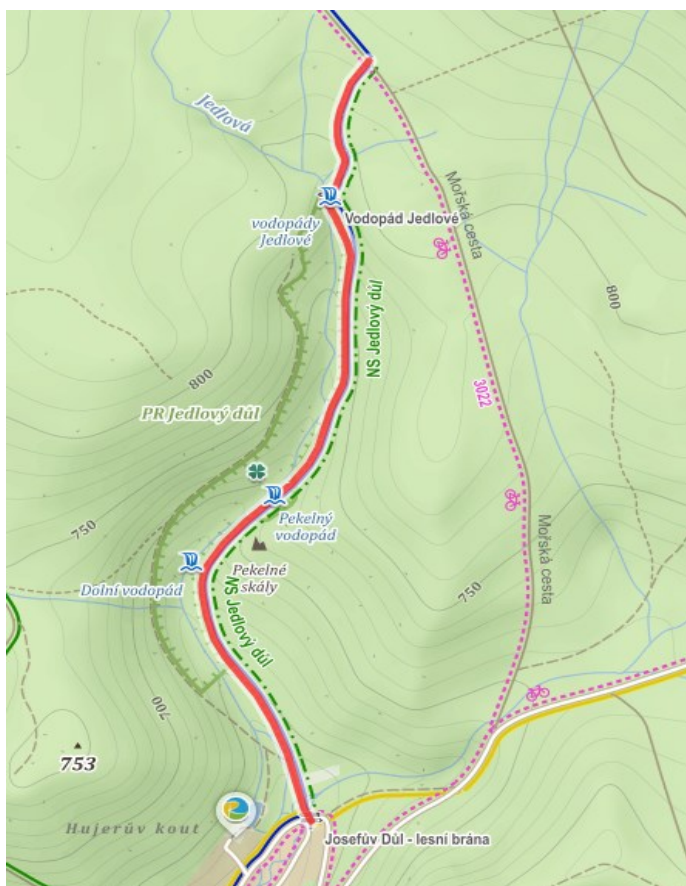 Jedlová
Mořská cesta
vodopády
Jedlové
Vodopád Jedlové
800
NS Jedlový důl
800
3022
PR Jedlový důl
Pekelný
vodopád
750
Mořská cesta
Dolní vodopád
Pekelné
skály
750
NS Jedlový důl
700
753
Hujerův kout
Josefův Důl - lesní brána